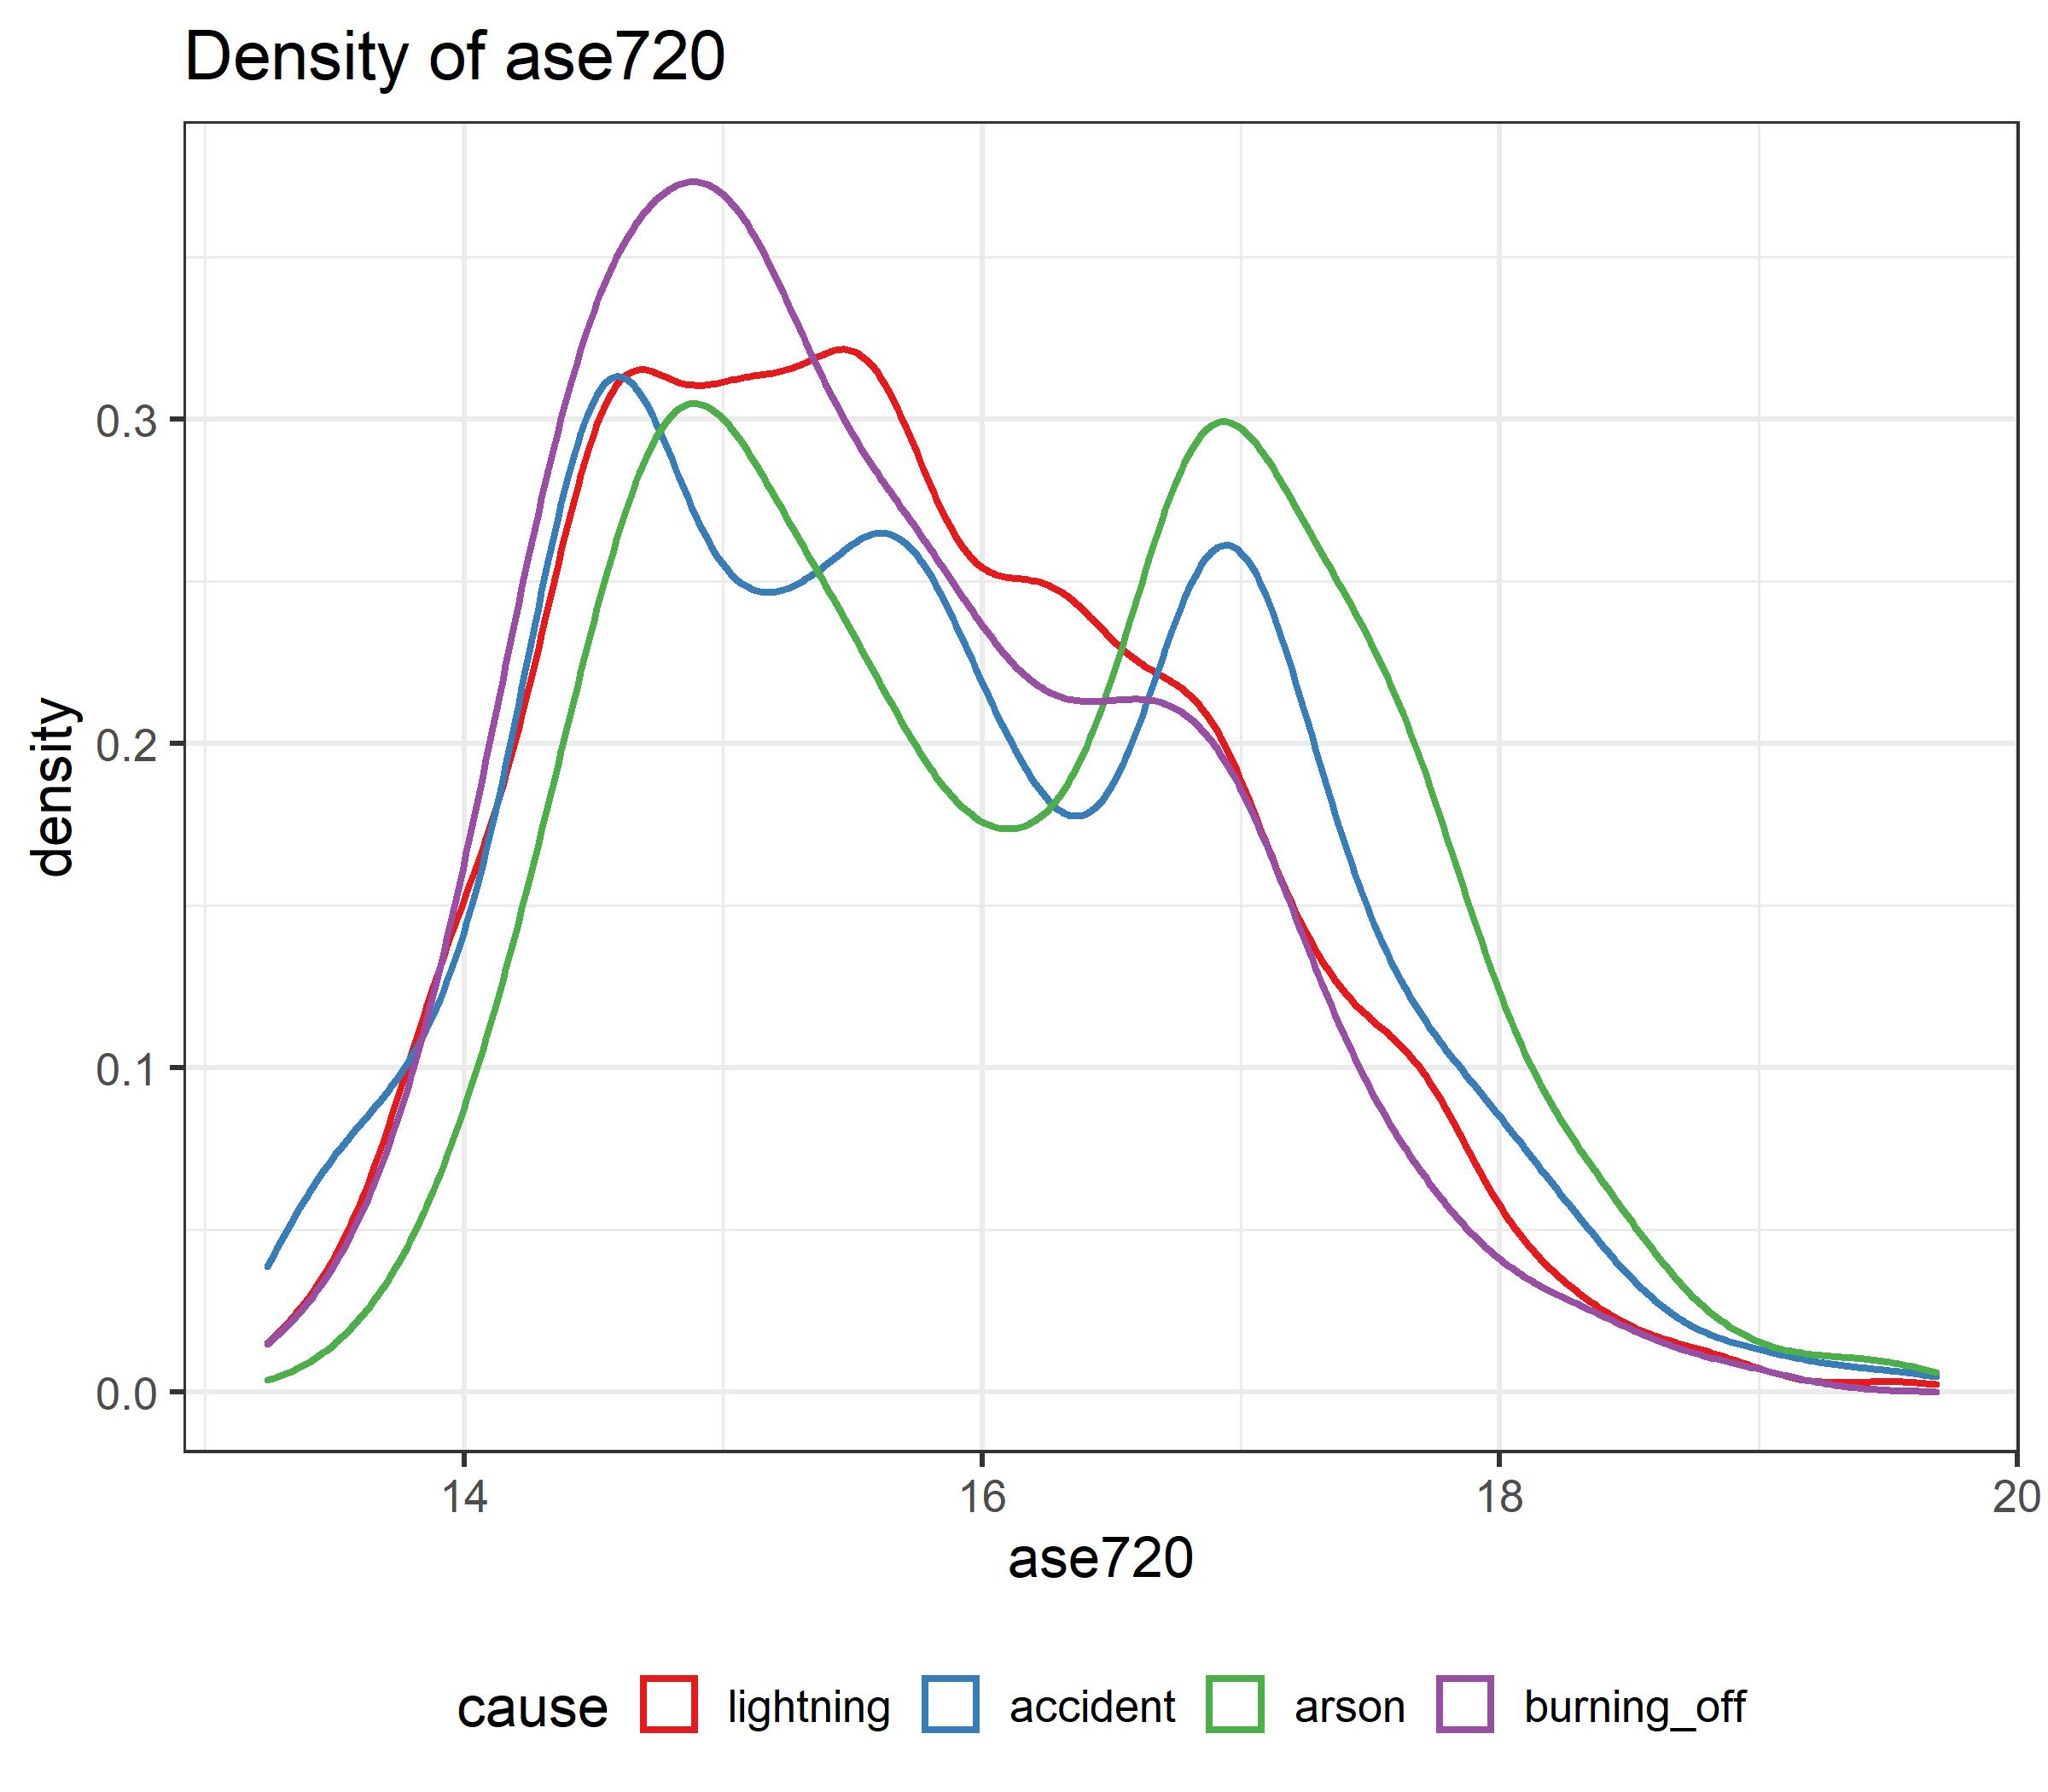 Density of ase720
density
0.3
0.2
0.1
0.0
14 16 18 20
ase720
cause lightning accident arson burning_off